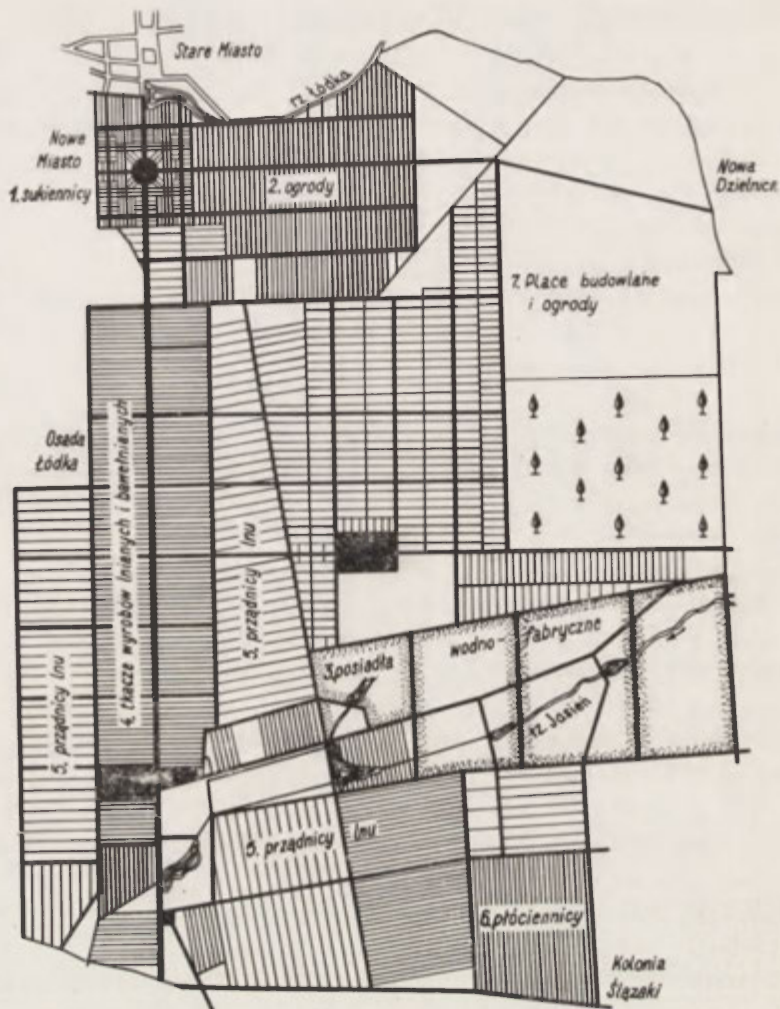 Stare Miasto
rz. Łódka
Nowe
Miasto
1. sukiennicy
2. ogrody
Nowa
Dzielnica
7. Place budowlane
i ogrody
Osada
Łódka
4. tkacze wyrobów lnianych i bawełnianych
5. prządnicy lnu
5. prządnicy lnu
3. posiadła
wodno-
fabryczne
rz. Jasień
5. prządnicy lnu
6. płóciennicy
Kolonia
Ślązaki